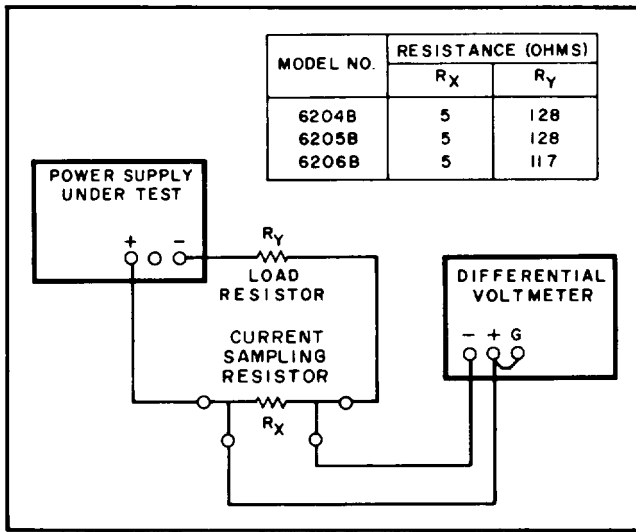 MODEL NO. RESISTANCE (OHMS)
RX RY
6204B 5 128
6205B 5 128
6206B 5 117
POWER SUPPLY
UNDER TEST
+ -
RY
LOAD
RESISTOR
DIFFERENTIAL
VOLTMETER
- + G
CURRENT
SAMPLING
RESISTOR
RX